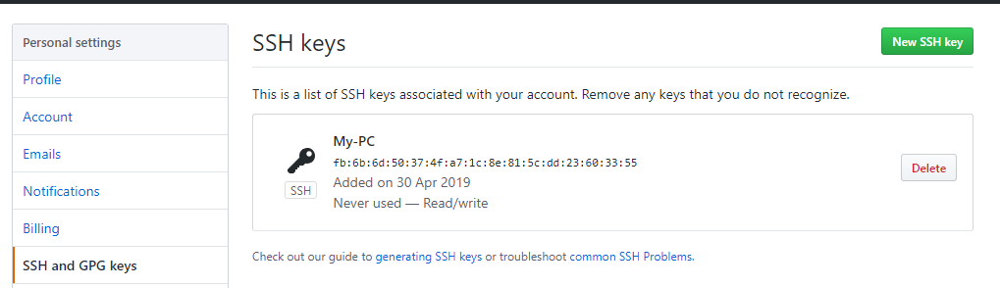 Personal settings
Profile
Account
Emails
Notifications
Billing
SSH and GPG keys
SSH keys
New SSH key
This is a list of SSH keys associated with your account. Remove any keys that you do not recognize.
My-PC
fb:6b:6d:50:37:4f:a7:1c:8e:81:5c:dd:23:60:33:55
SSH
Added on 30 Apr 2019
Never used — Read/write
Delete
Check out our guide to generating SSH keys or troubleshoot common SSH Problems.